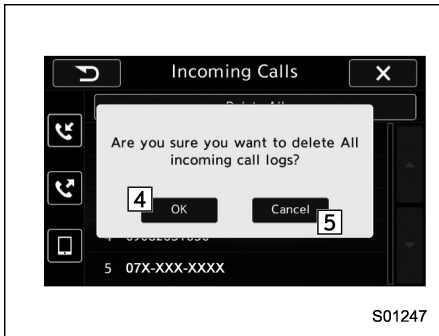 Incoming Calls
Are you sure you want to delete All
incoming call logs?
4
OK
Cancel
5
5 07X-XXX-XXXX
S01247